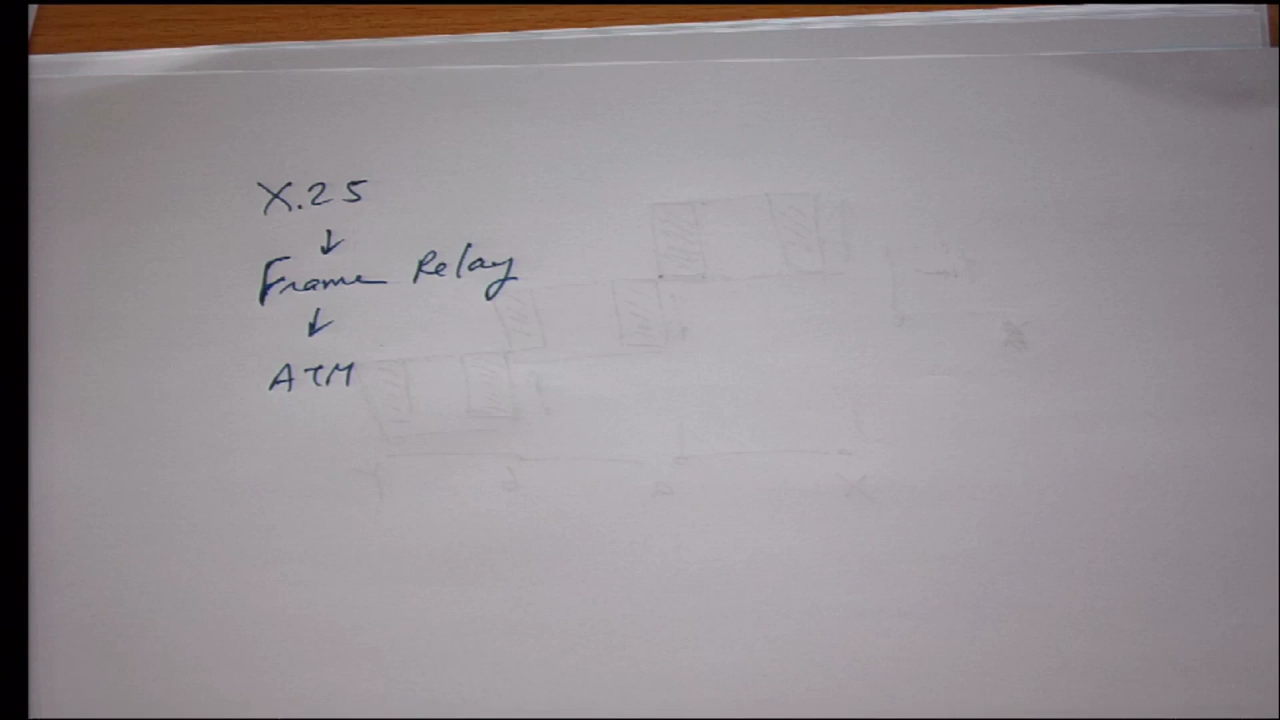 X.25
↓
Frame Relay
↓
ATM